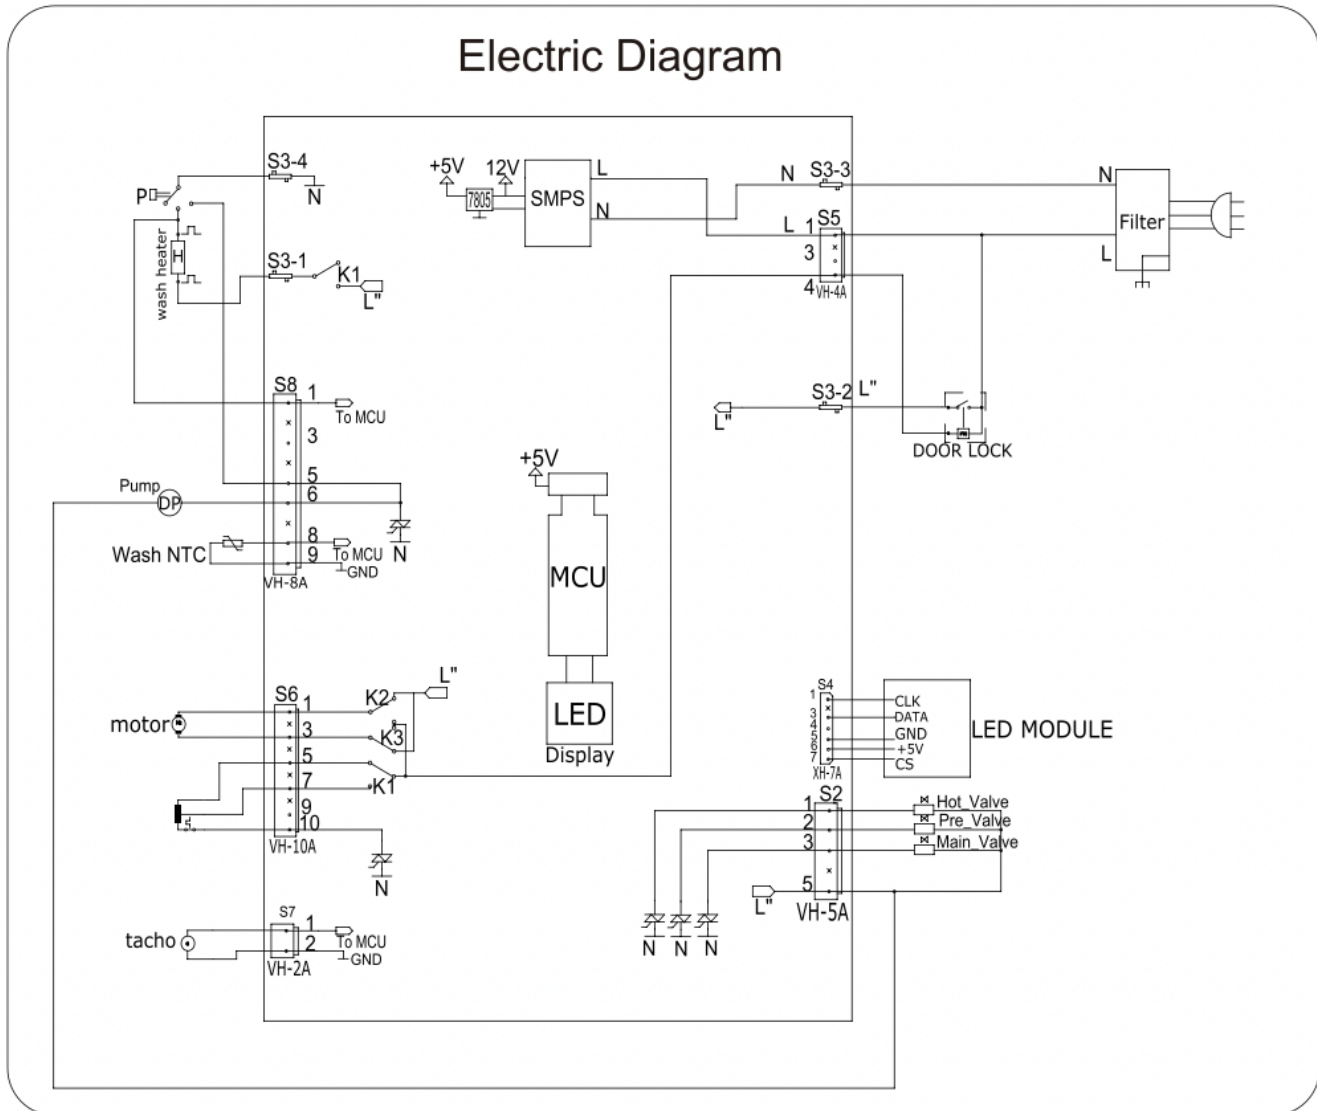 Electric Diagram
S3-4
N
P
H
wash heater
S3-1
K1
L"
+5V
12V
7805
SMPS
L
N
N
S3-3
N
L
S5
1
3
4
VH-4A
Filter
L
S3-2
L"
L"
DOOR LOCK
S8
1
To MCU
3
5
6
Pump
DP
N
8
Wash NTC
To MCU
9
GND
VH-8A
+5V
MCU
LED
Display
L"
S6
1
K2
motor
3
K3
5
7
K1
9
10
VH-10A
N
S7
1
tacho
To MCU
2
GND
VH-2A
S4
1
3
4
5
6
7
XH-7A
CLK
DATA
GND
+5V
CS
LED MODULE
S2
1
Hot_Valve
2
Pre_Valve
3
Main_Valve
5
L"
VH-5A
N
N
N